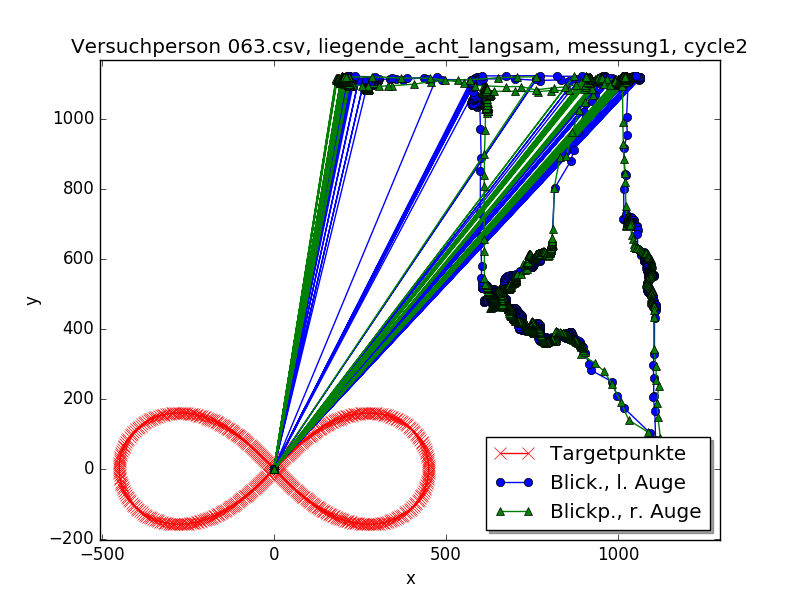 Versuchperson 063.csv, liegende_acht_langsam, messung1, cycle2
1000
800
600
400
200
0
−200
y
−500
0
500
1000
x
Targetpunkte
Blick., l. Auge
Blickp., r. Auge